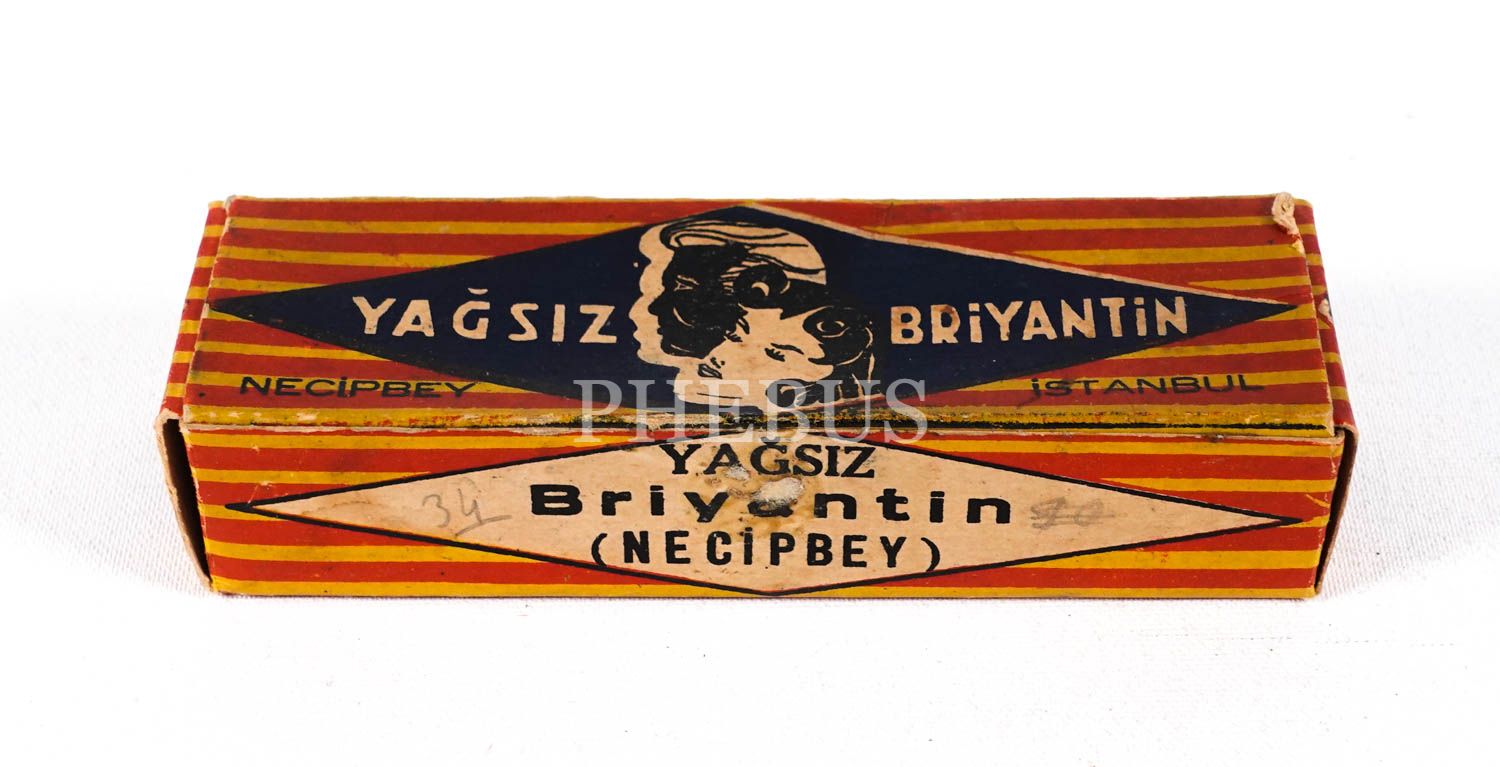 YAĞSIZ BRİYANTİN
NECİPBEY İSTANBUL
PHEBUS
YAĞSIZ
Briyantin
(NECİPBEY)
34